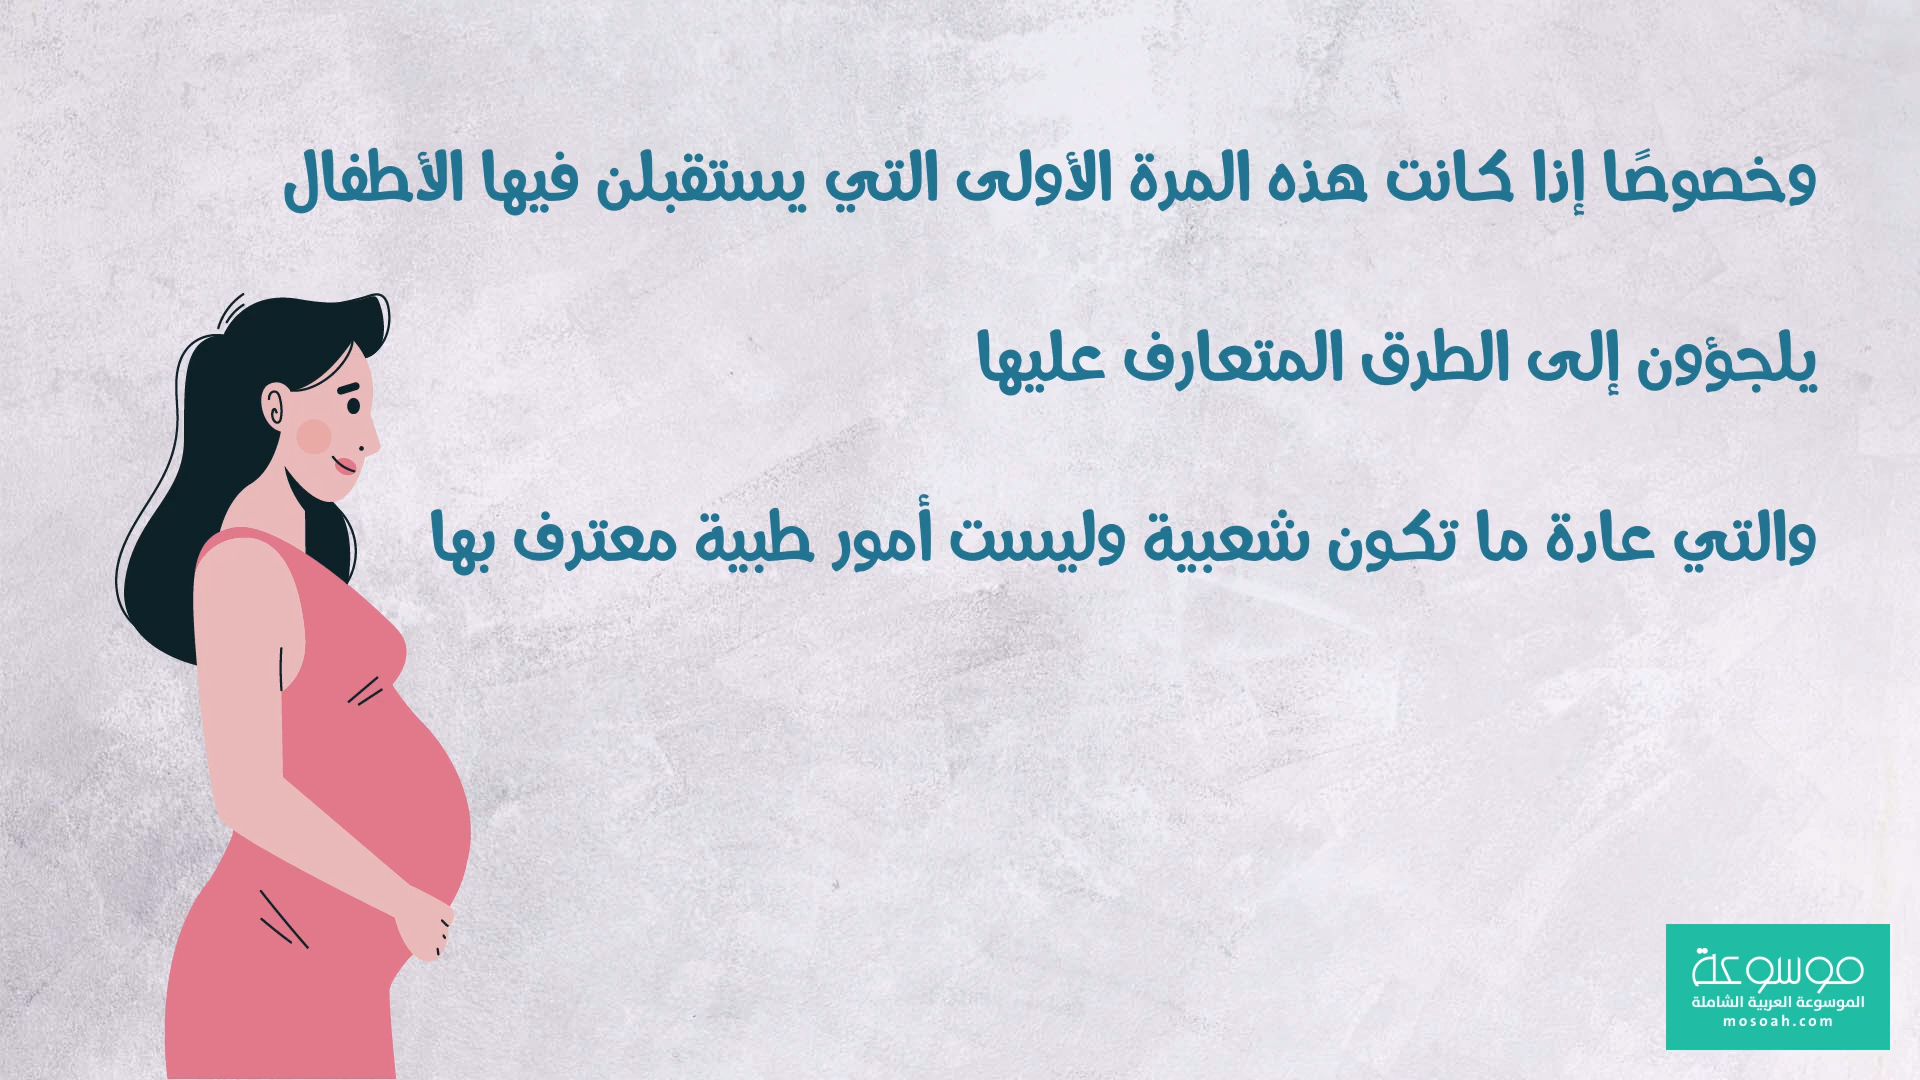 وخصوصًا إذا كانت هذه المرة الأولى التي يستقبلن فيها الأطفال
يلجؤون إلى الطرق المتعارف عليها
والتي عادة ما تكون شعبية وليست أمور طبية معترف بها
موسوعة
الموسوعة العربية الشاملة
mosoah.com